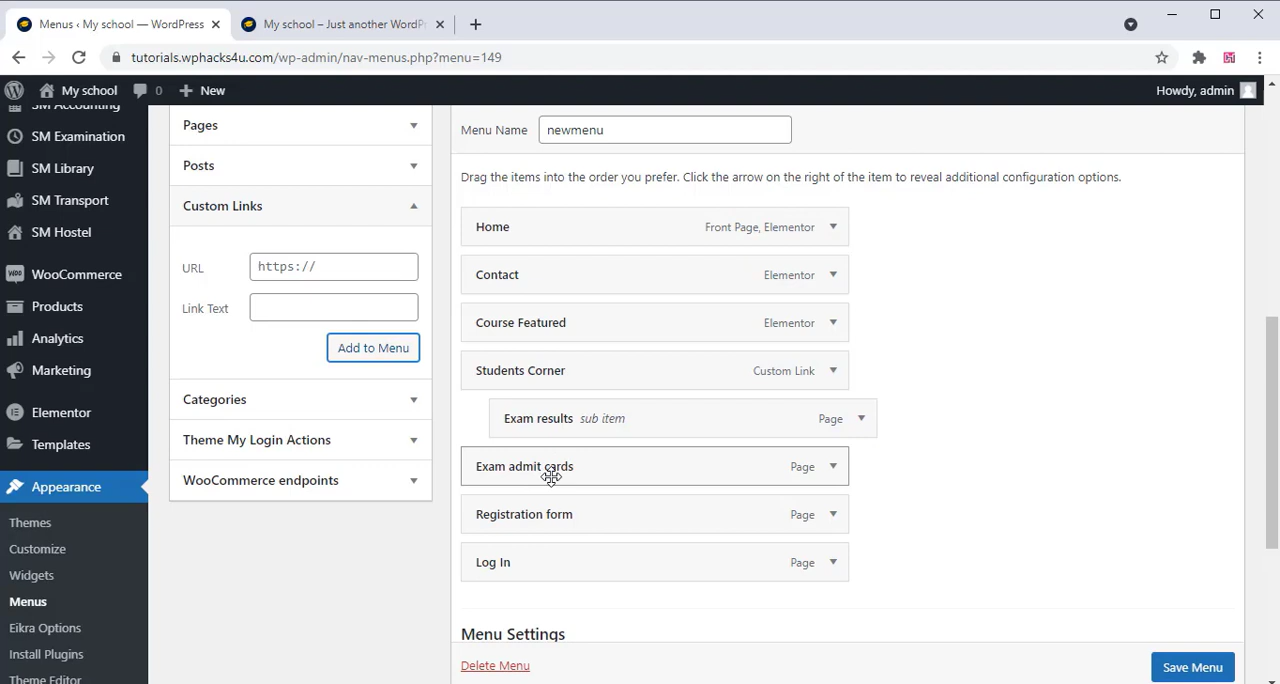 Menus ‹ My school — WordPress
My school – Just another WordPr
tutorials.wphacks4u.com/wp-admin/nav-menus.php?menu=149
My school 0 New
Howdy, admin
SM Accounting
SM Examination
SM Library
SM Transport
SM Hostel
WooCommerce
Products
Analytics
Marketing
Elementor
Templates
Appearance
Themes
Customize
Widgets
Menus
Eikra Options
Install Plugins
Theme Editor
Pages
Posts
Custom Links
URL https://
Link Text
Add to Menu
Categories
Theme My Login Actions
WooCommerce endpoints
Menu Name newmenu
Drag the items into the order you prefer. Click the arrow on the right of the item to reveal additional configuration options.
Home Front Page, Elementor
Contact Elementor
Course Featured Elementor
Students Corner Custom Link
Exam results sub item Page
Exam admit cards Page
Registration form Page
Log In Page
Menu Settings
Delete Menu
Save Menu